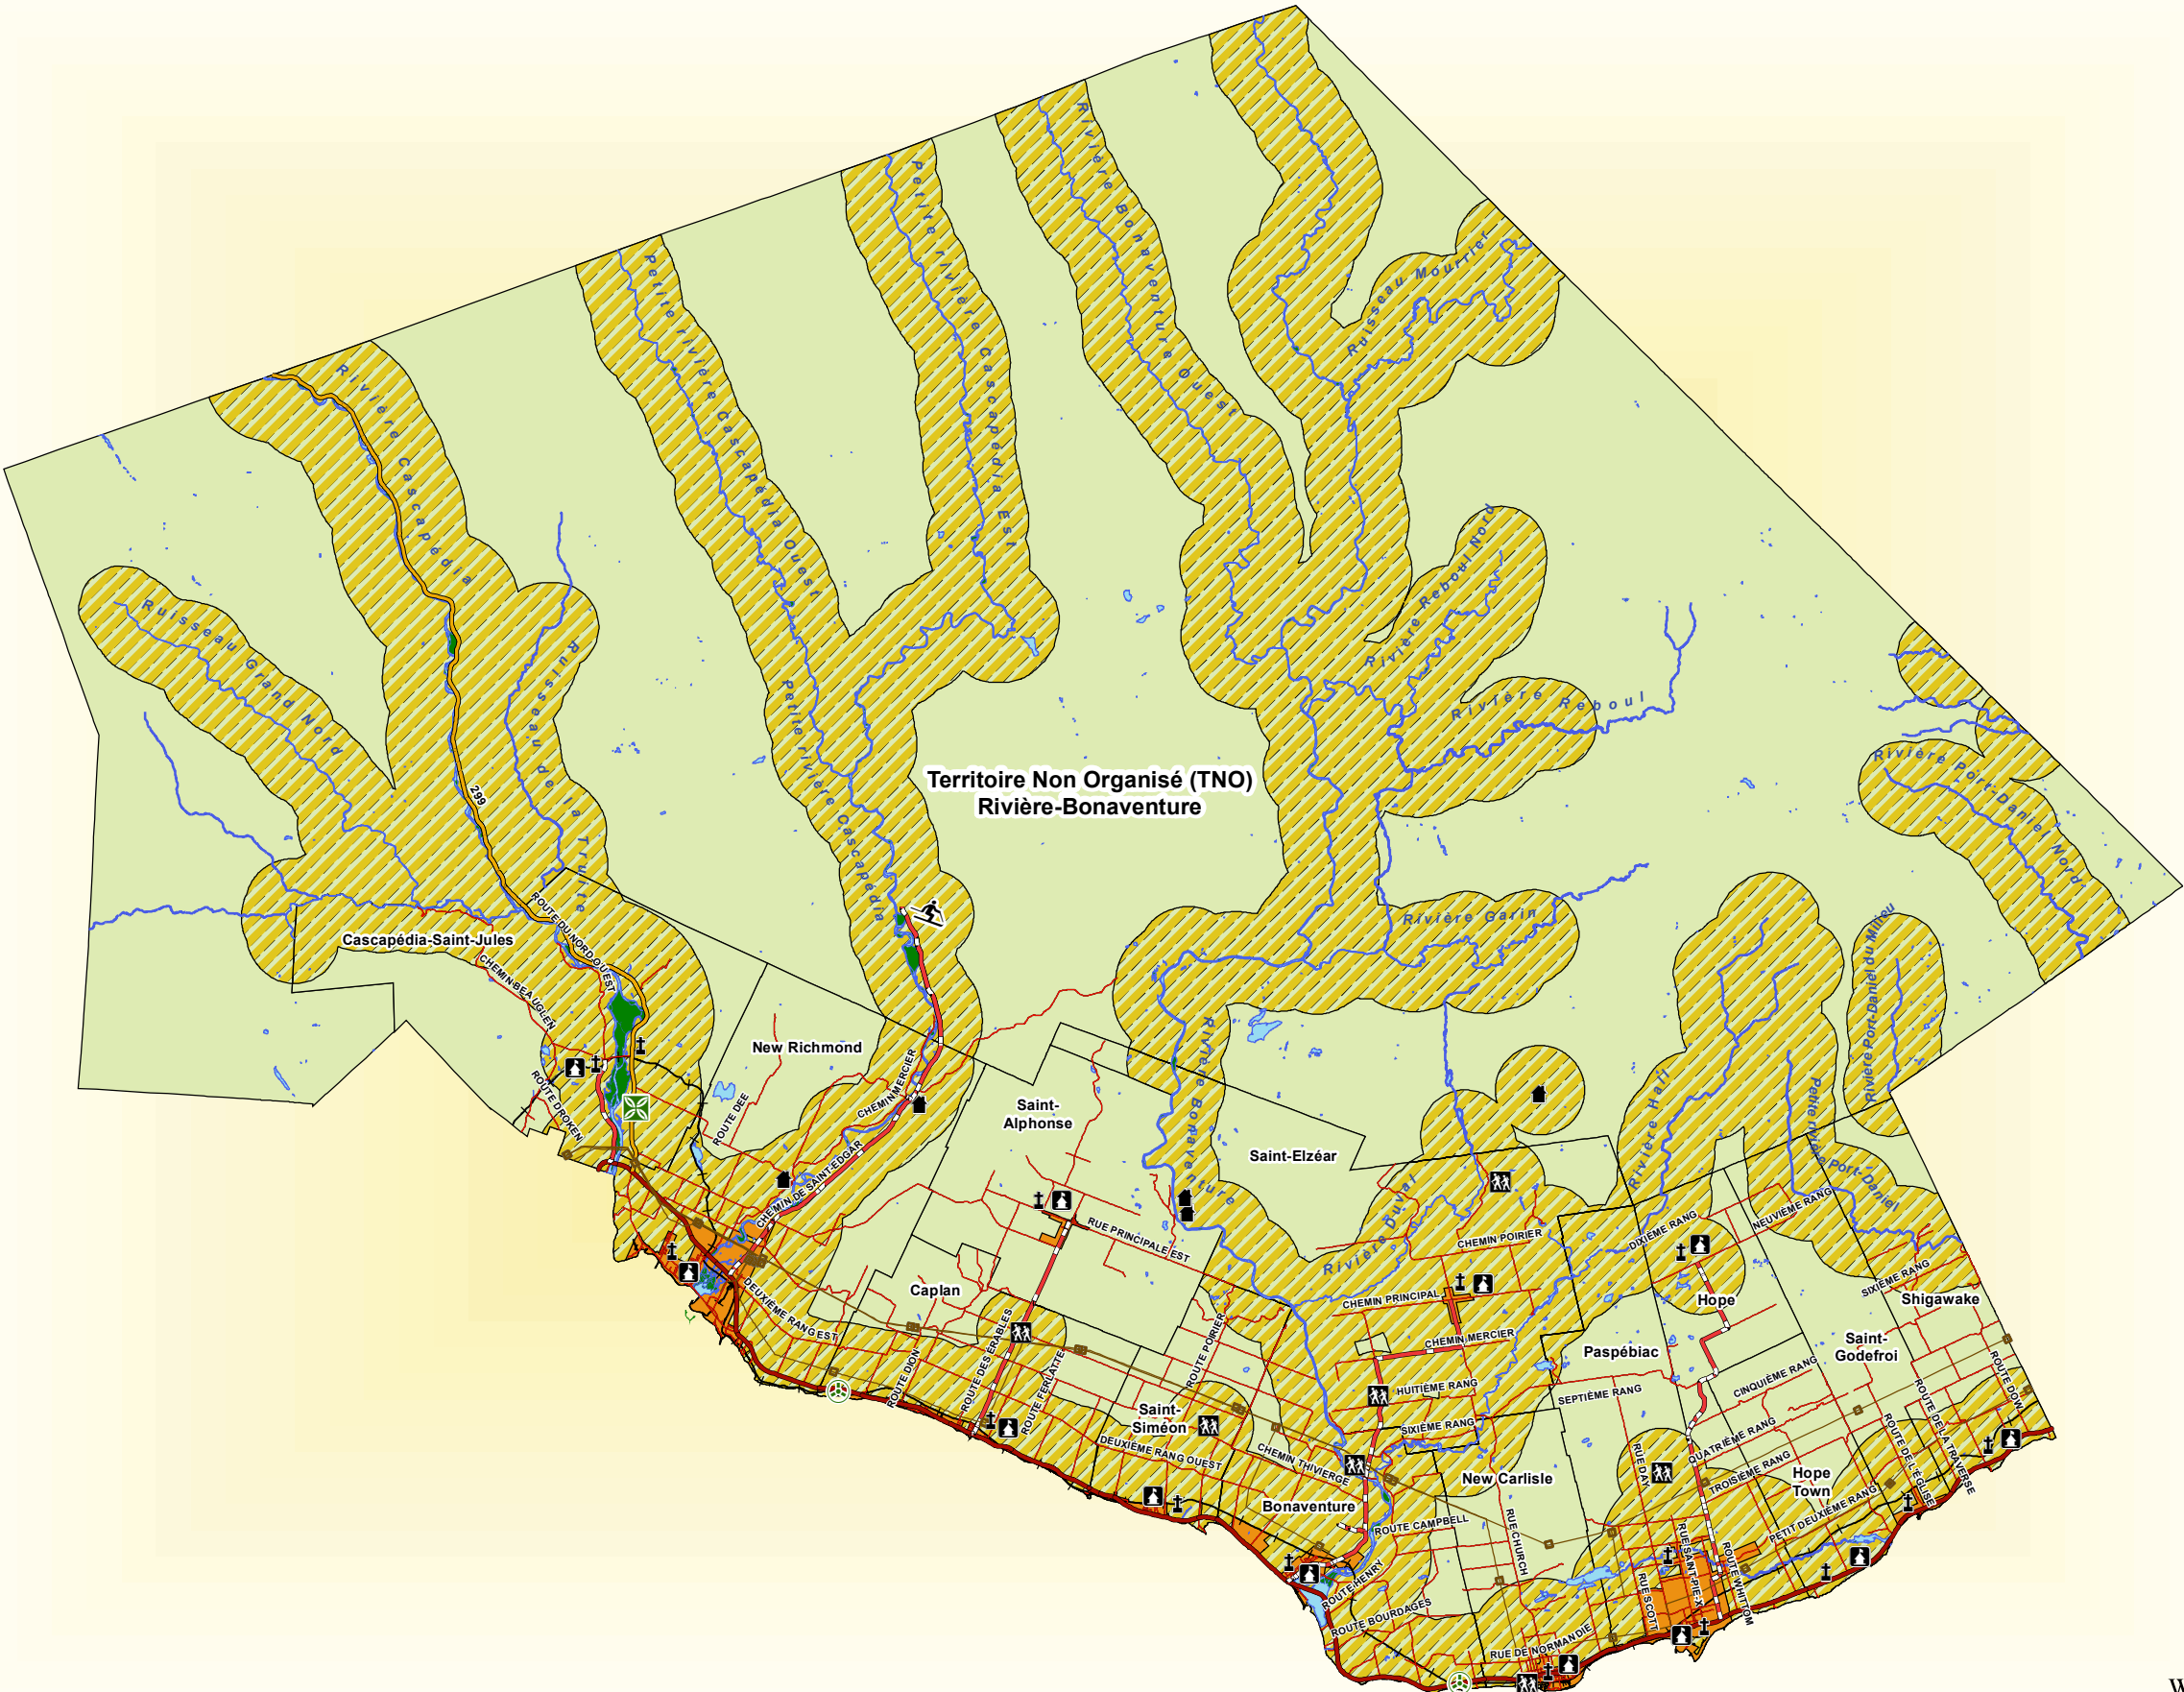 Rivière Bonaventure Ouest
Petite rivière Cascapédia Est
Petite rivière Cascapédia Ouest
Ruisseau Mourrier
Rivière Cascapédia
Rivière Reboul Nord
Ruisseau Grand Nord
Ruisseau de la Truite
Rivière Reboul
Petite rivière Cascapédia
Rivière Port-Daniel Nord
299
Territoire Non Organisé (TNO)
Rivière-Bonaventure
ROUTE DU NORD OUEST
Rivière Garin
Rivière Port-Daniel du Milieu
Cascapédia-Saint-Jules
CHEMIN BEAUGLEN
New Richmond
Rivière Bonaventure
CHEMIN MERCIER
ROUTE DROKEN
ROUTE DEE
Saint-
Alphonse
Rivière Hall
Petite rivière Port-Daniel
Saint-Elzéar
CHEMIN DE SAINT-EDGAR
Rivière Duval
RUE PRINCIPALE EST
CHEMIN POIRIER
DIXIÈME RANG
NEUVIÈME RANG
Caplan
CHEMIN PRINCIPAL
Hope
SIXIÈME RANG
Shigawake
DEUXIÈME RANG EST
ROUTE POIRIER
CHEMIN MERCIER
Paspébiac
Saint-
Godefroi
ROUTE DION
ROUTE DES ÉRABLES
ROUTE FERLATTE
HUITIÈME RANG
SEPTIÈME RANG
CINQUIÈME RANG
ROUTE DOW
Saint-
Siméon
SIXIÈME RANG
DEUXIÈME RANG OUEST
CHEMIN THIVIERGE
QUATRIÈME RANG
ROUTE DE L'ÉGLISE
ROUTE DE LA TRAVERSE
New Carlisle
RUE DAY
TROISIÈME RANG
Hope
Town
Bonaventure
PETIT DEUXIÈME RANG
ROUTE CAMPBELL
RUE CHURCH
RUE SAINT-PIE-X
ROUTE WHITTOM
ROUTE HENRY
RUE SCOTT
ROUTE BOURDAGES
RUE DE NORMANDIE